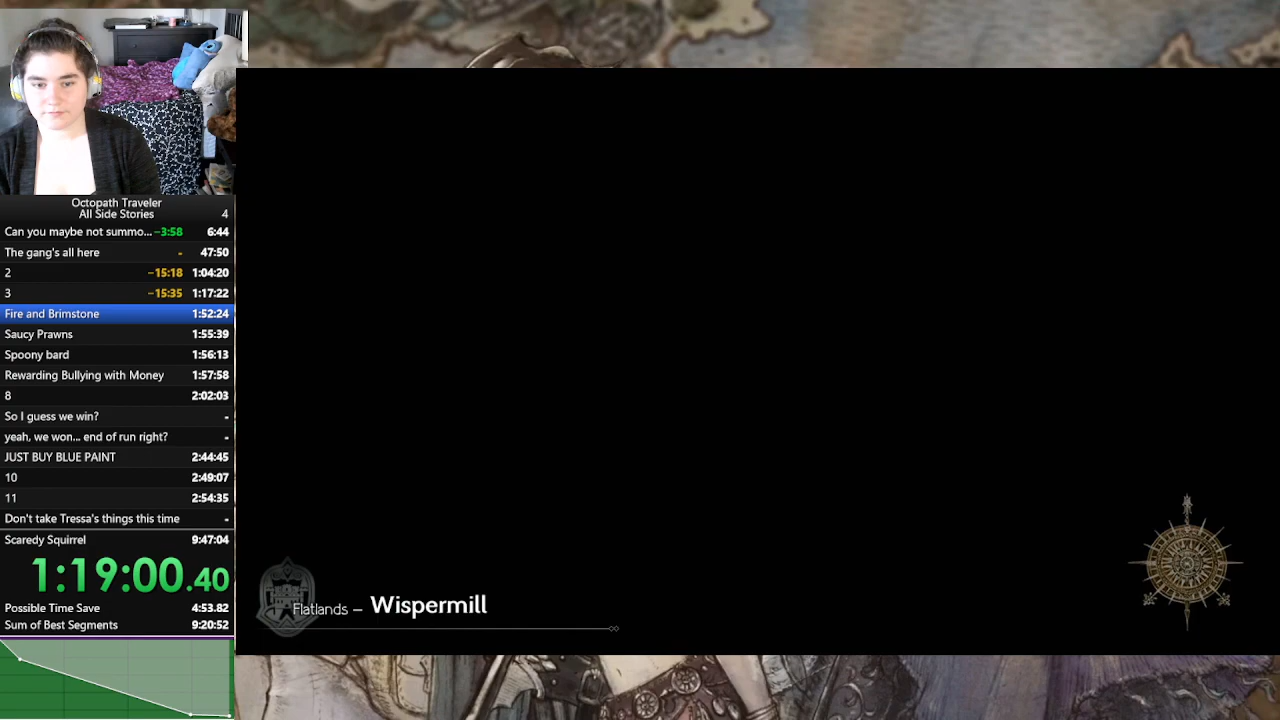 Octopath Traveler
All Side Stories 4
Can you maybe not summo... −3:58 6:44
The gang's all here - 47:50
2 −15:18 1:04:20
3 −15:35 1:17:22
Fire and Brimstone 1:52:24
Saucy Prawns 1:55:39
Spoony bard 1:56:13
Rewarding Bullying with Money 1:57:58
8 2:02:03
So I guess we win? -
yeah, we won... end of run right? -
JUST BUY BLUE PAINT 2:44:45
10 2:49:07
11 2:54:35
Don't take Tressa's things this time -
Scaredy Squirrel 9:47:04
1:19:00.40
Possible Time Save 4:53.82
Sum of Best Segments 9:20:52
Flatlands – Wispermill